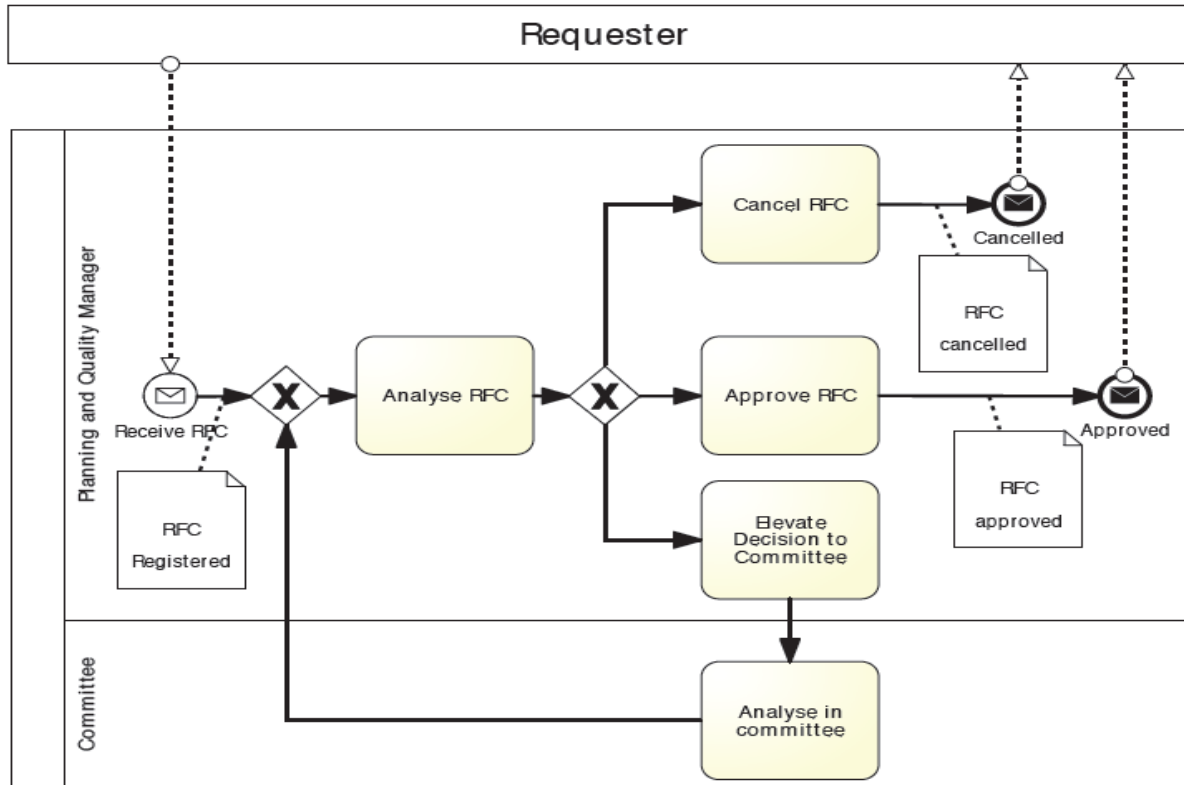 Requester
Planning and Quality Manager
Cancel RFC
Cancelled
RFC
cancelled
Receive RFC
Analyse RFC
Approve RFC
Approved
RFC
Registered
RFC
approved
Elevate
Decision to
Committee
Committee
Analyse in
committee